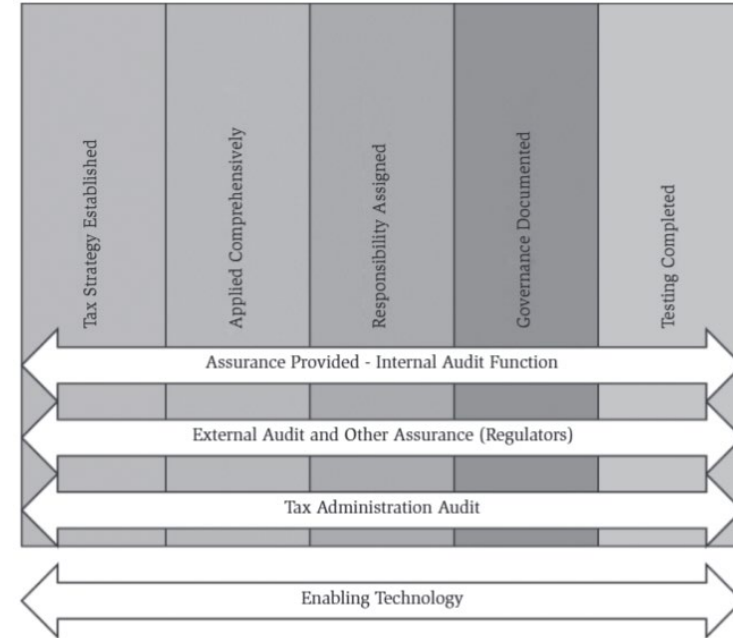 Tax Strategy Established
Applied Comprehensively
Responsibility Assigned
Governance Documented
Testing Completed
Assurance Provided - Internal Audit Function
External Audit and Other Assurance (Regulators)
Tax Administration Audit
Enabling Technology